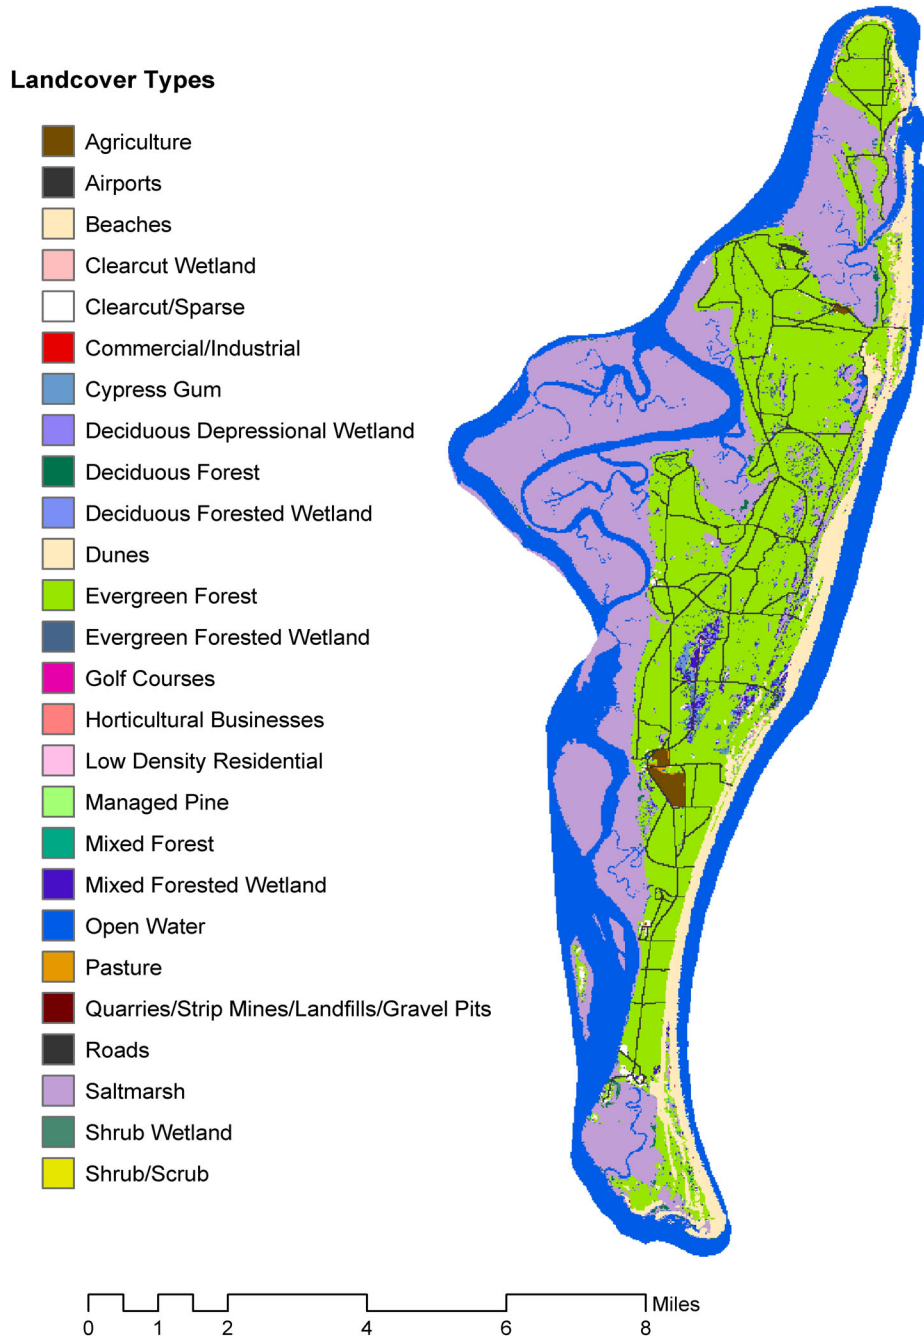 Landcover Types
Agriculture
Airports
Beaches
Clearcut Wetland
Clearcut/Sparse
Commercial/Industrial
Cypress Gum
Deciduous Depressional Wetland
Deciduous Forest
Deciduous Forested Wetland
Dunes
Evergreen Forest
Evergreen Forested Wetland
Golf Courses
Horticultural Businesses
Low Density Residential
Managed Pine
Mixed Forest
Mixed Forested Wetland
Open Water
Pasture
Quarries/Strip Mines/Landfills/Gravel Pits
Roads
Saltmarsh
Shrub Wetland
Shrub/Scrub
Miles
0 1 2 4 6 8